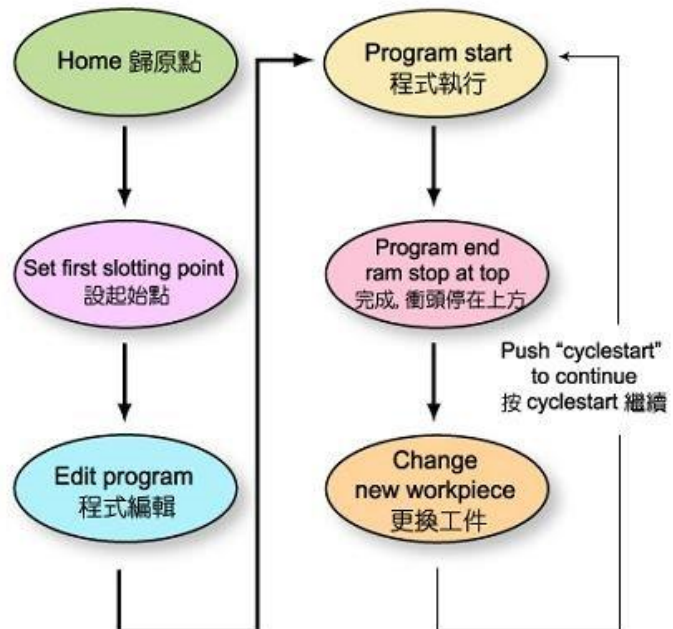 Home 歸原點
Set first slotting point
設起始點
Edit program
程式編輯
Program start
程式執行
Program end
ram stop at top
完成, 衝頭停在上方
Change
new workpiece
更換工件
Push “cyclestart”
to continue
按 cyclestart 繼續